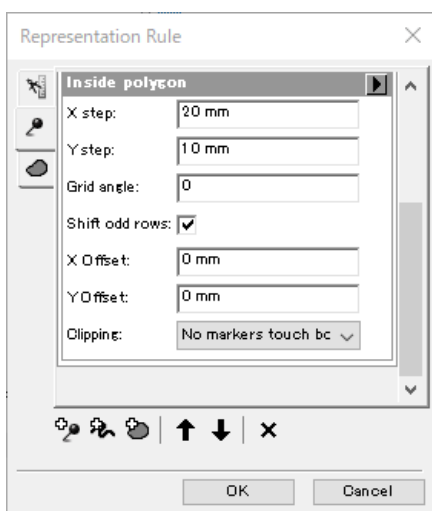 Representation Rule
Inside polygon
X step: 20 mm
Y step: 10 mm
Grid angle: 0
Shift odd rows:
X Offset: 0 mm
Y Offset: 0 mm
Clipping: No markers touch bc
OK Cancel